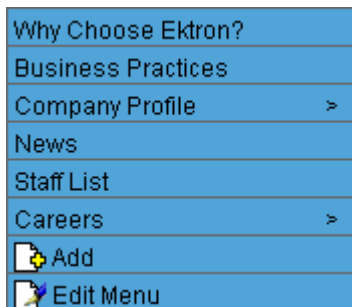 Why Choose Ektron?
Business Practices
Company Profile >
News
Staff List
Careers >
Add
Edit Menu